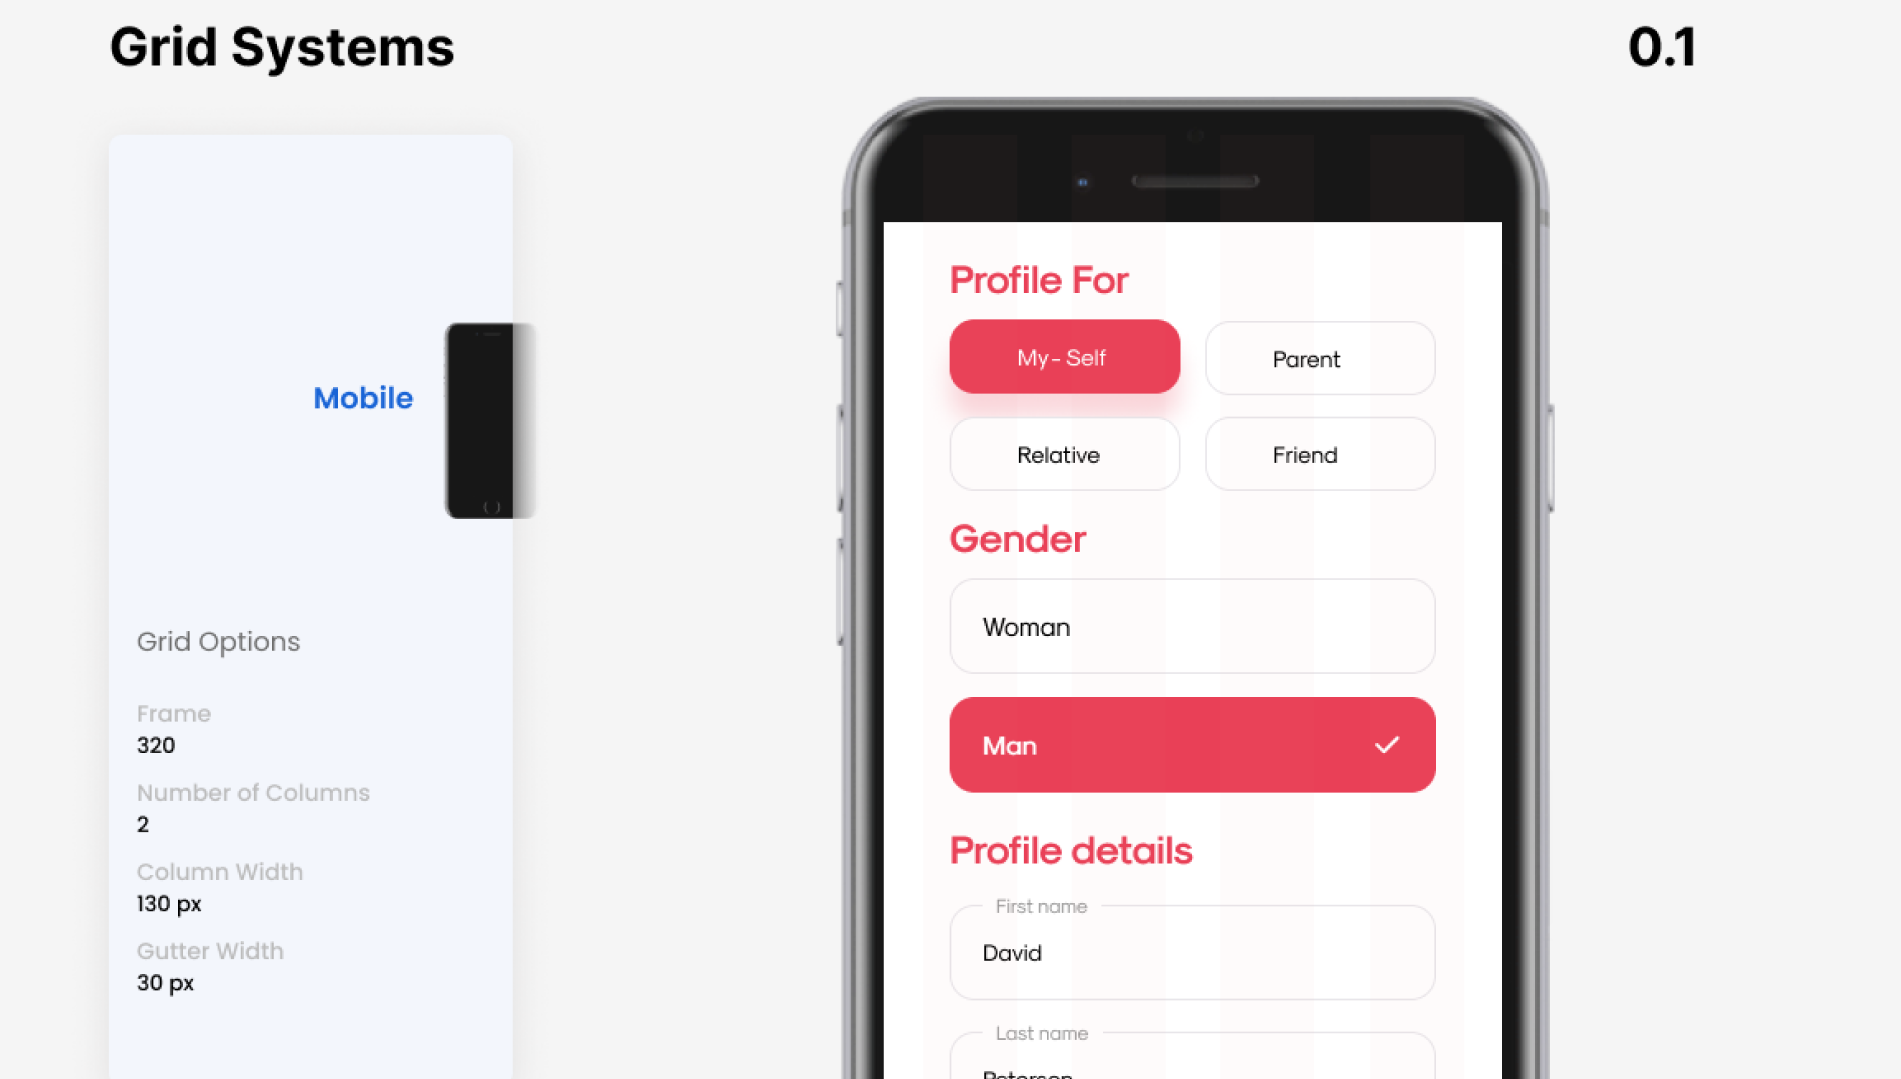 Grid Systems
0.1
Mobile
Grid Options
Frame
320
Number of Columns
2
Column Width
130 px
Gutter Width
30 px
Profile For
My- Self
Parent
Relative
Friend
Gender
Woman
Man
Profile details
First name
David
Last name